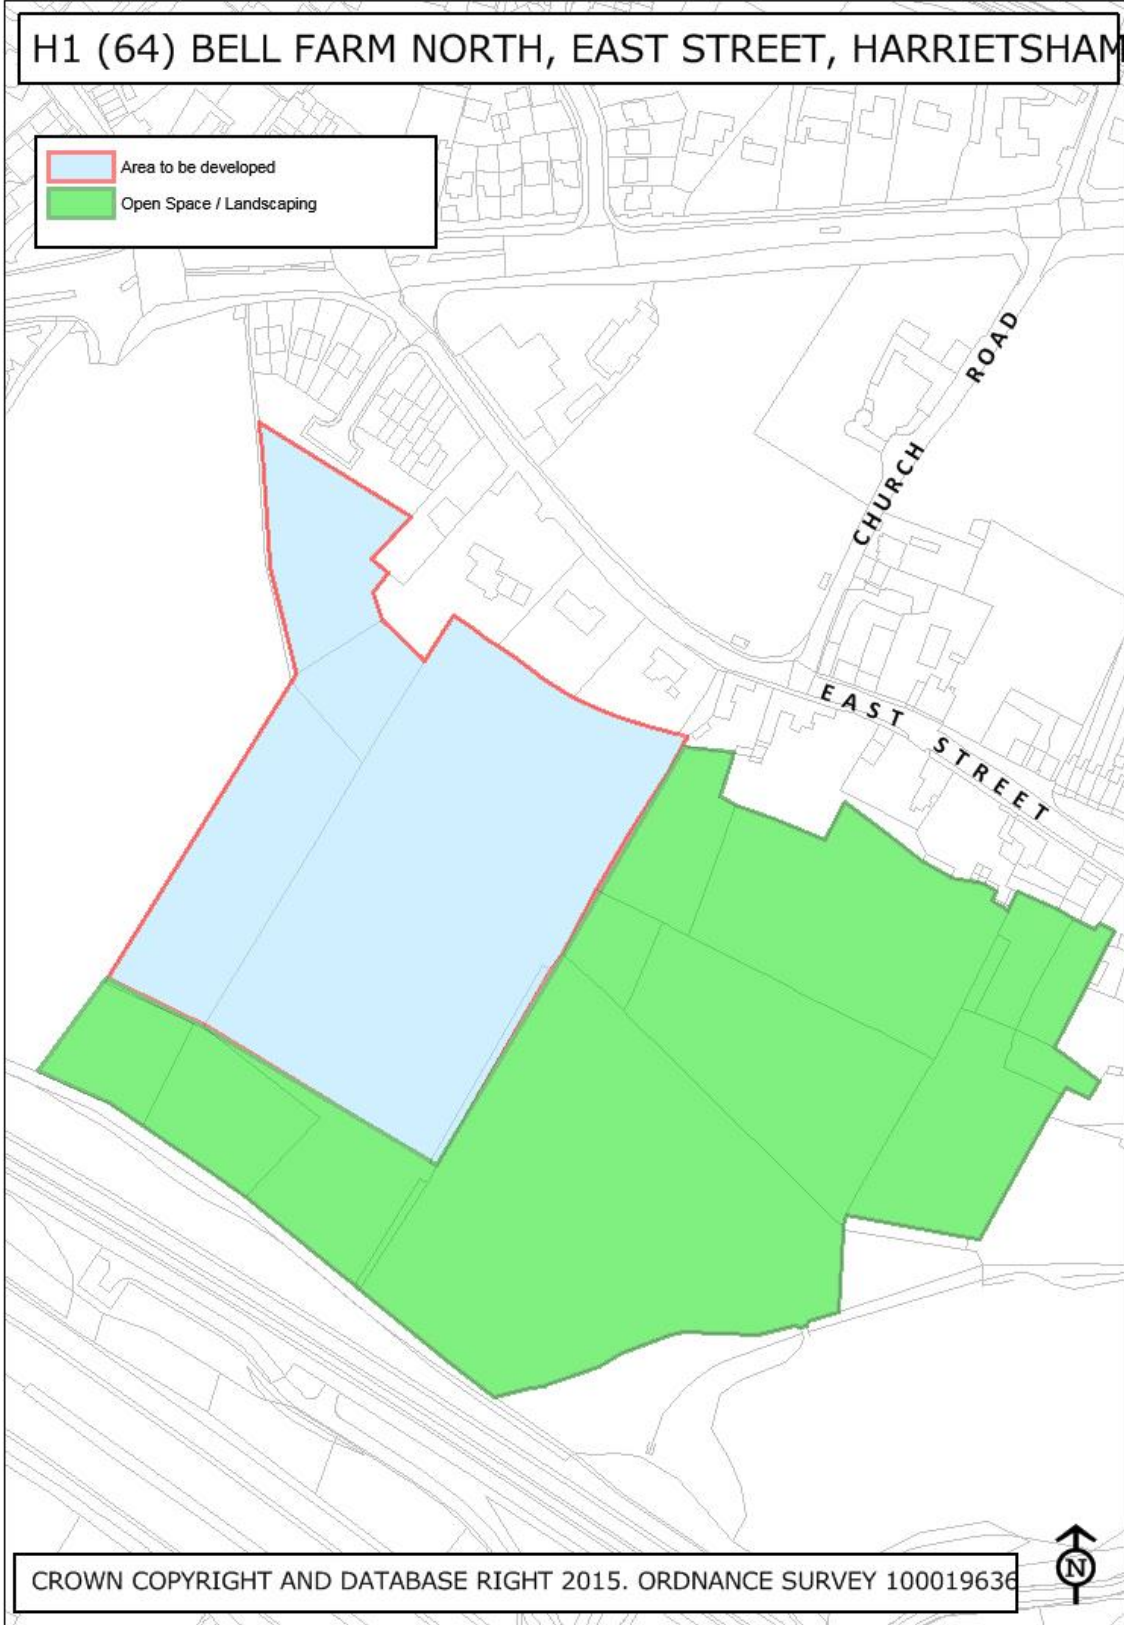 H1 (64) BELL FARM NORTH, EAST STREET, HARRIETSHAM
Area to be developed
Open Space / Landscaping
CHURCH ROAD
EAST STREET
CROWN COPYRIGHT AND DATABASE RIGHT 2015. ORDNANCE SURVEY 100019636
N